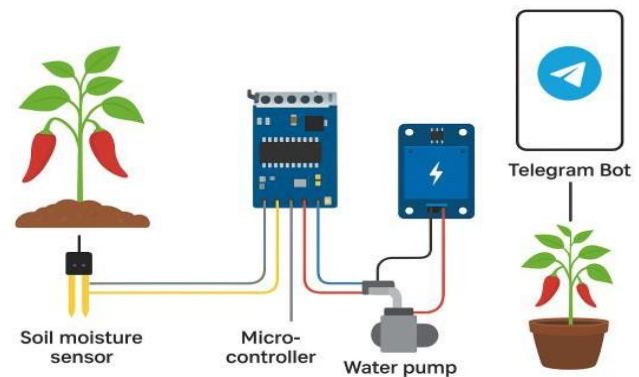 Telegram Bot
Soil moisture
sensor
Micro-
controller
Water pump